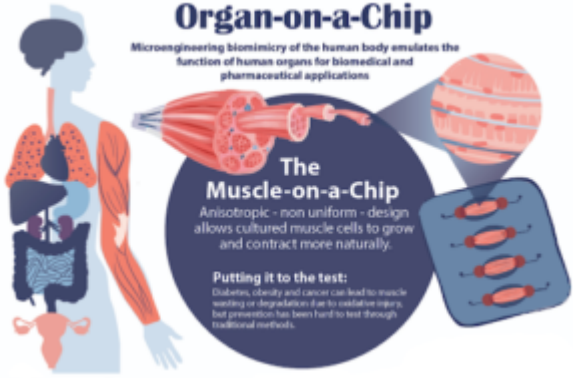 Organ-on-a-Chip
Microengineering biomimicry of the human body emulates the
function of human organs for biomedical and
pharmaceutical applications
The
Muscle-on-a-Chip
Anisotropic - non uniform - design
allows cultured muscle cells to grow
and contract more naturally.
Putting it to the test:
Diabetes, obesity and cancer can lead to muscle
wasting or degradation due to oxidative injury,
but prevention has been hard to test through
traditional methods.